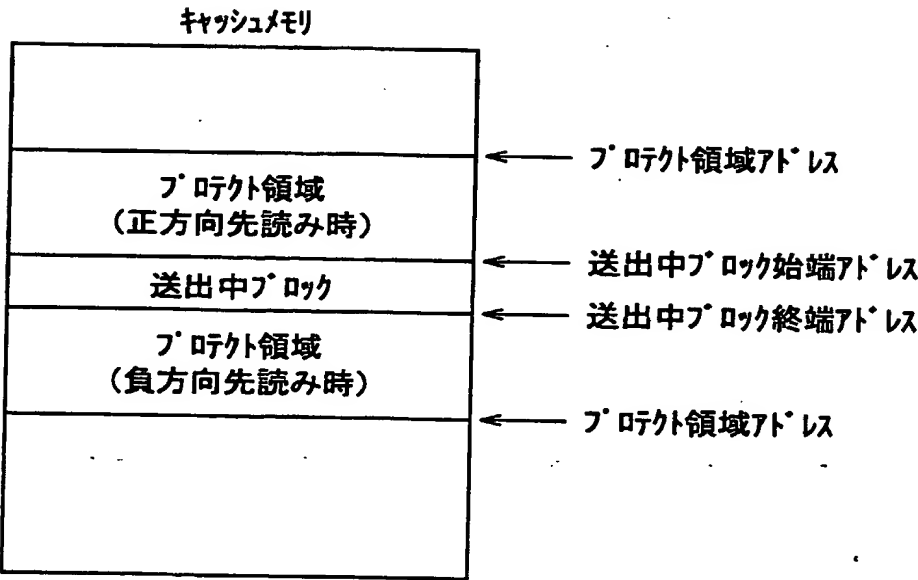 キャッシュメモリ
プロテクト領域アドレス
プロテクト領域
(正方向先読み時)
送出中ブロック始端アドレス
送出中ブロック
送出中ブロック終端アドレス
プロテクト領域
(負方向先読み時)
プロテクト領域アドレス